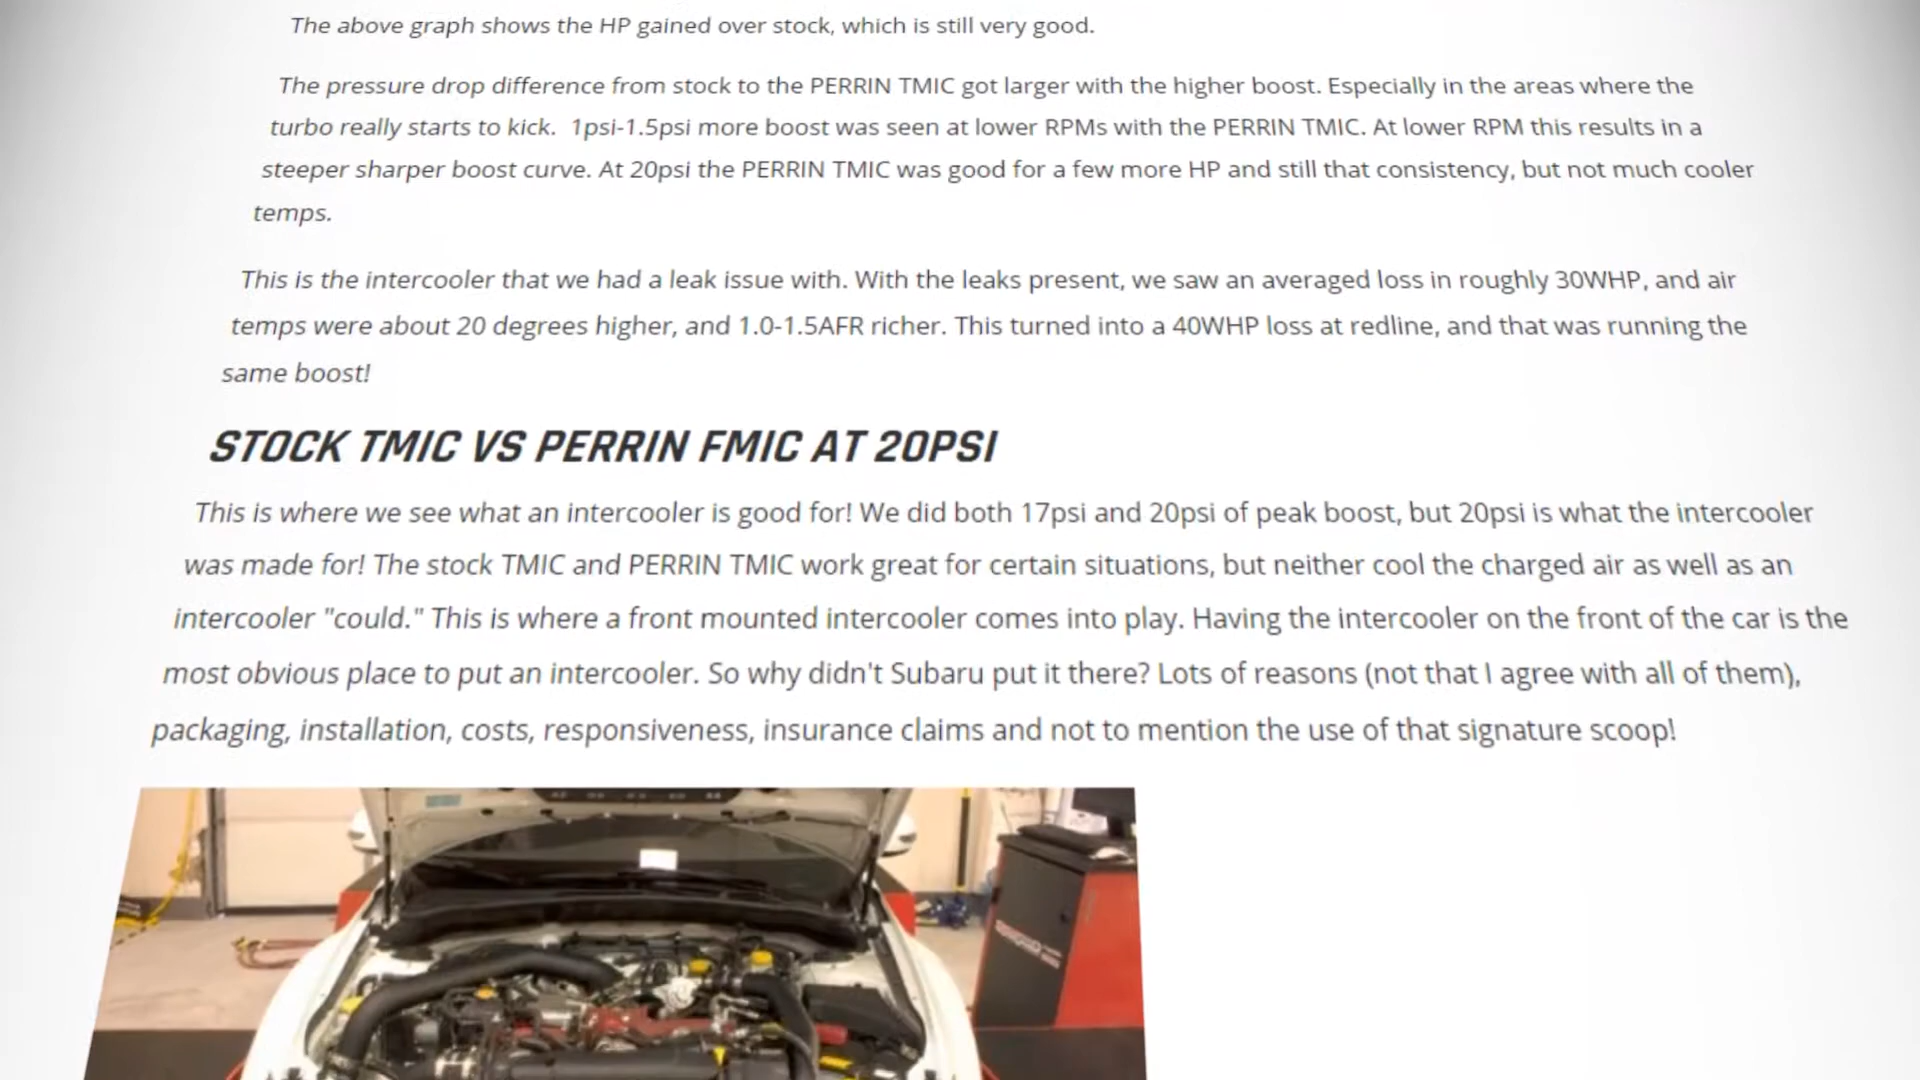 The above graph shows the HP gained over stock, which is still very good.
The pressure drop difference from stock to the PERRIN TMIC got larger with the higher boost. Especially in the areas where the
turbo really starts to kick.  1psi-1.5psi more boost was seen at lower RPMs with the PERRIN TMIC. At lower RPM this results in a
steeper sharper boost curve. At 20psi the PERRIN TMIC was good for a few more HP and still that consistency, but not much cooler
temps.
This is the intercooler that we had a leak issue with. With the leaks present, we saw an averaged loss in roughly 30WHP, and air
temps were about 20 degrees higher, and 1.0-1.5AFR richer. This turned into a 40WHP loss at redline, and that was running the
same boost!
STOCK TMIC VS PERRIN FMIC AT 20PSI
This is where we see what an intercooler is good for! We did both 17psi and 20psi of peak boost, but 20psi is what the intercooler
was made for! The stock TMIC and PERRIN TMIC work great for certain situations, but neither cool the charged air as well as an
intercooler "could." This is where a front mounted intercooler comes into play. Having the intercooler on the front of the car is the
most obvious place to put an intercooler. So why didn't Subaru put it there? Lots of reasons (not that I agree with all of them),
packaging, installation, costs, responsiveness, insurance claims and not to mention the use of that signature scoop!